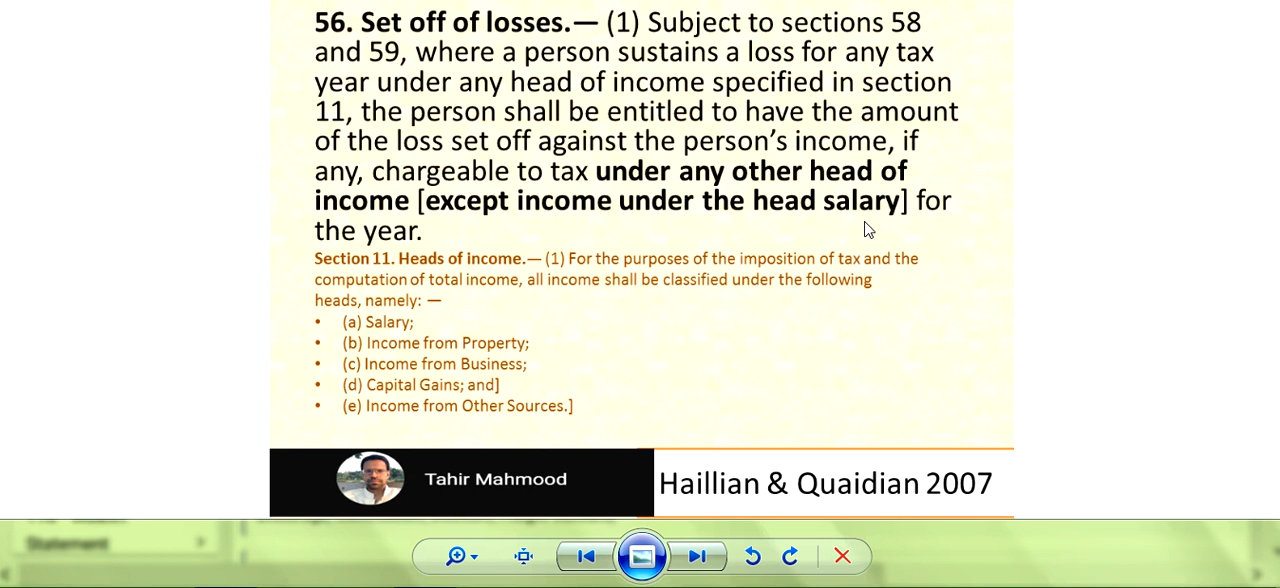 56. Set off of losses.— (1) Subject to sections 58
and 59, where a person sustains a loss for any tax
year under any head of income specified in section
11, the person shall be entitled to have the amount
of the loss set off against the person’s income, if
any, chargeable to tax under any other head of
income [except income under the head salary] for
the year.
Section 11. Heads of income.— (1) For the purposes of the imposition of tax and the
computation of total income, all income shall be classified under the following
heads, namely: —
• (a) Salary;
• (b) Income from Property;
• (c) Income from Business;
• (d) Capital Gains; and]
• (e) Income from Other Sources.]
Tahir Mahmood
Haillian & Quaidian 2007
Statement